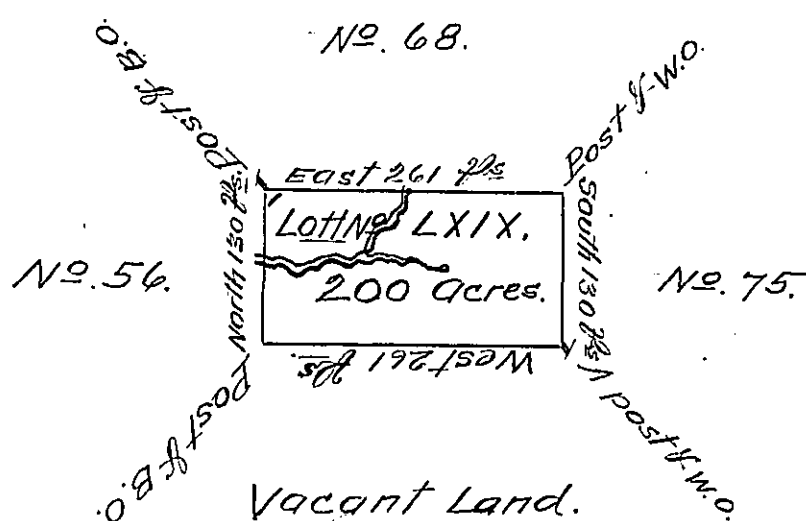 Nº. 68.
Post & B.O.
Post & W.O.
East 261 ps
Lott Nº LXIX.
200 acres.
North 130 ps.
South 130 ps
Nº. 56.
Nº. 75.
West 261 ps.
Post & B.O.
Post & W.O.
Vacant Land.